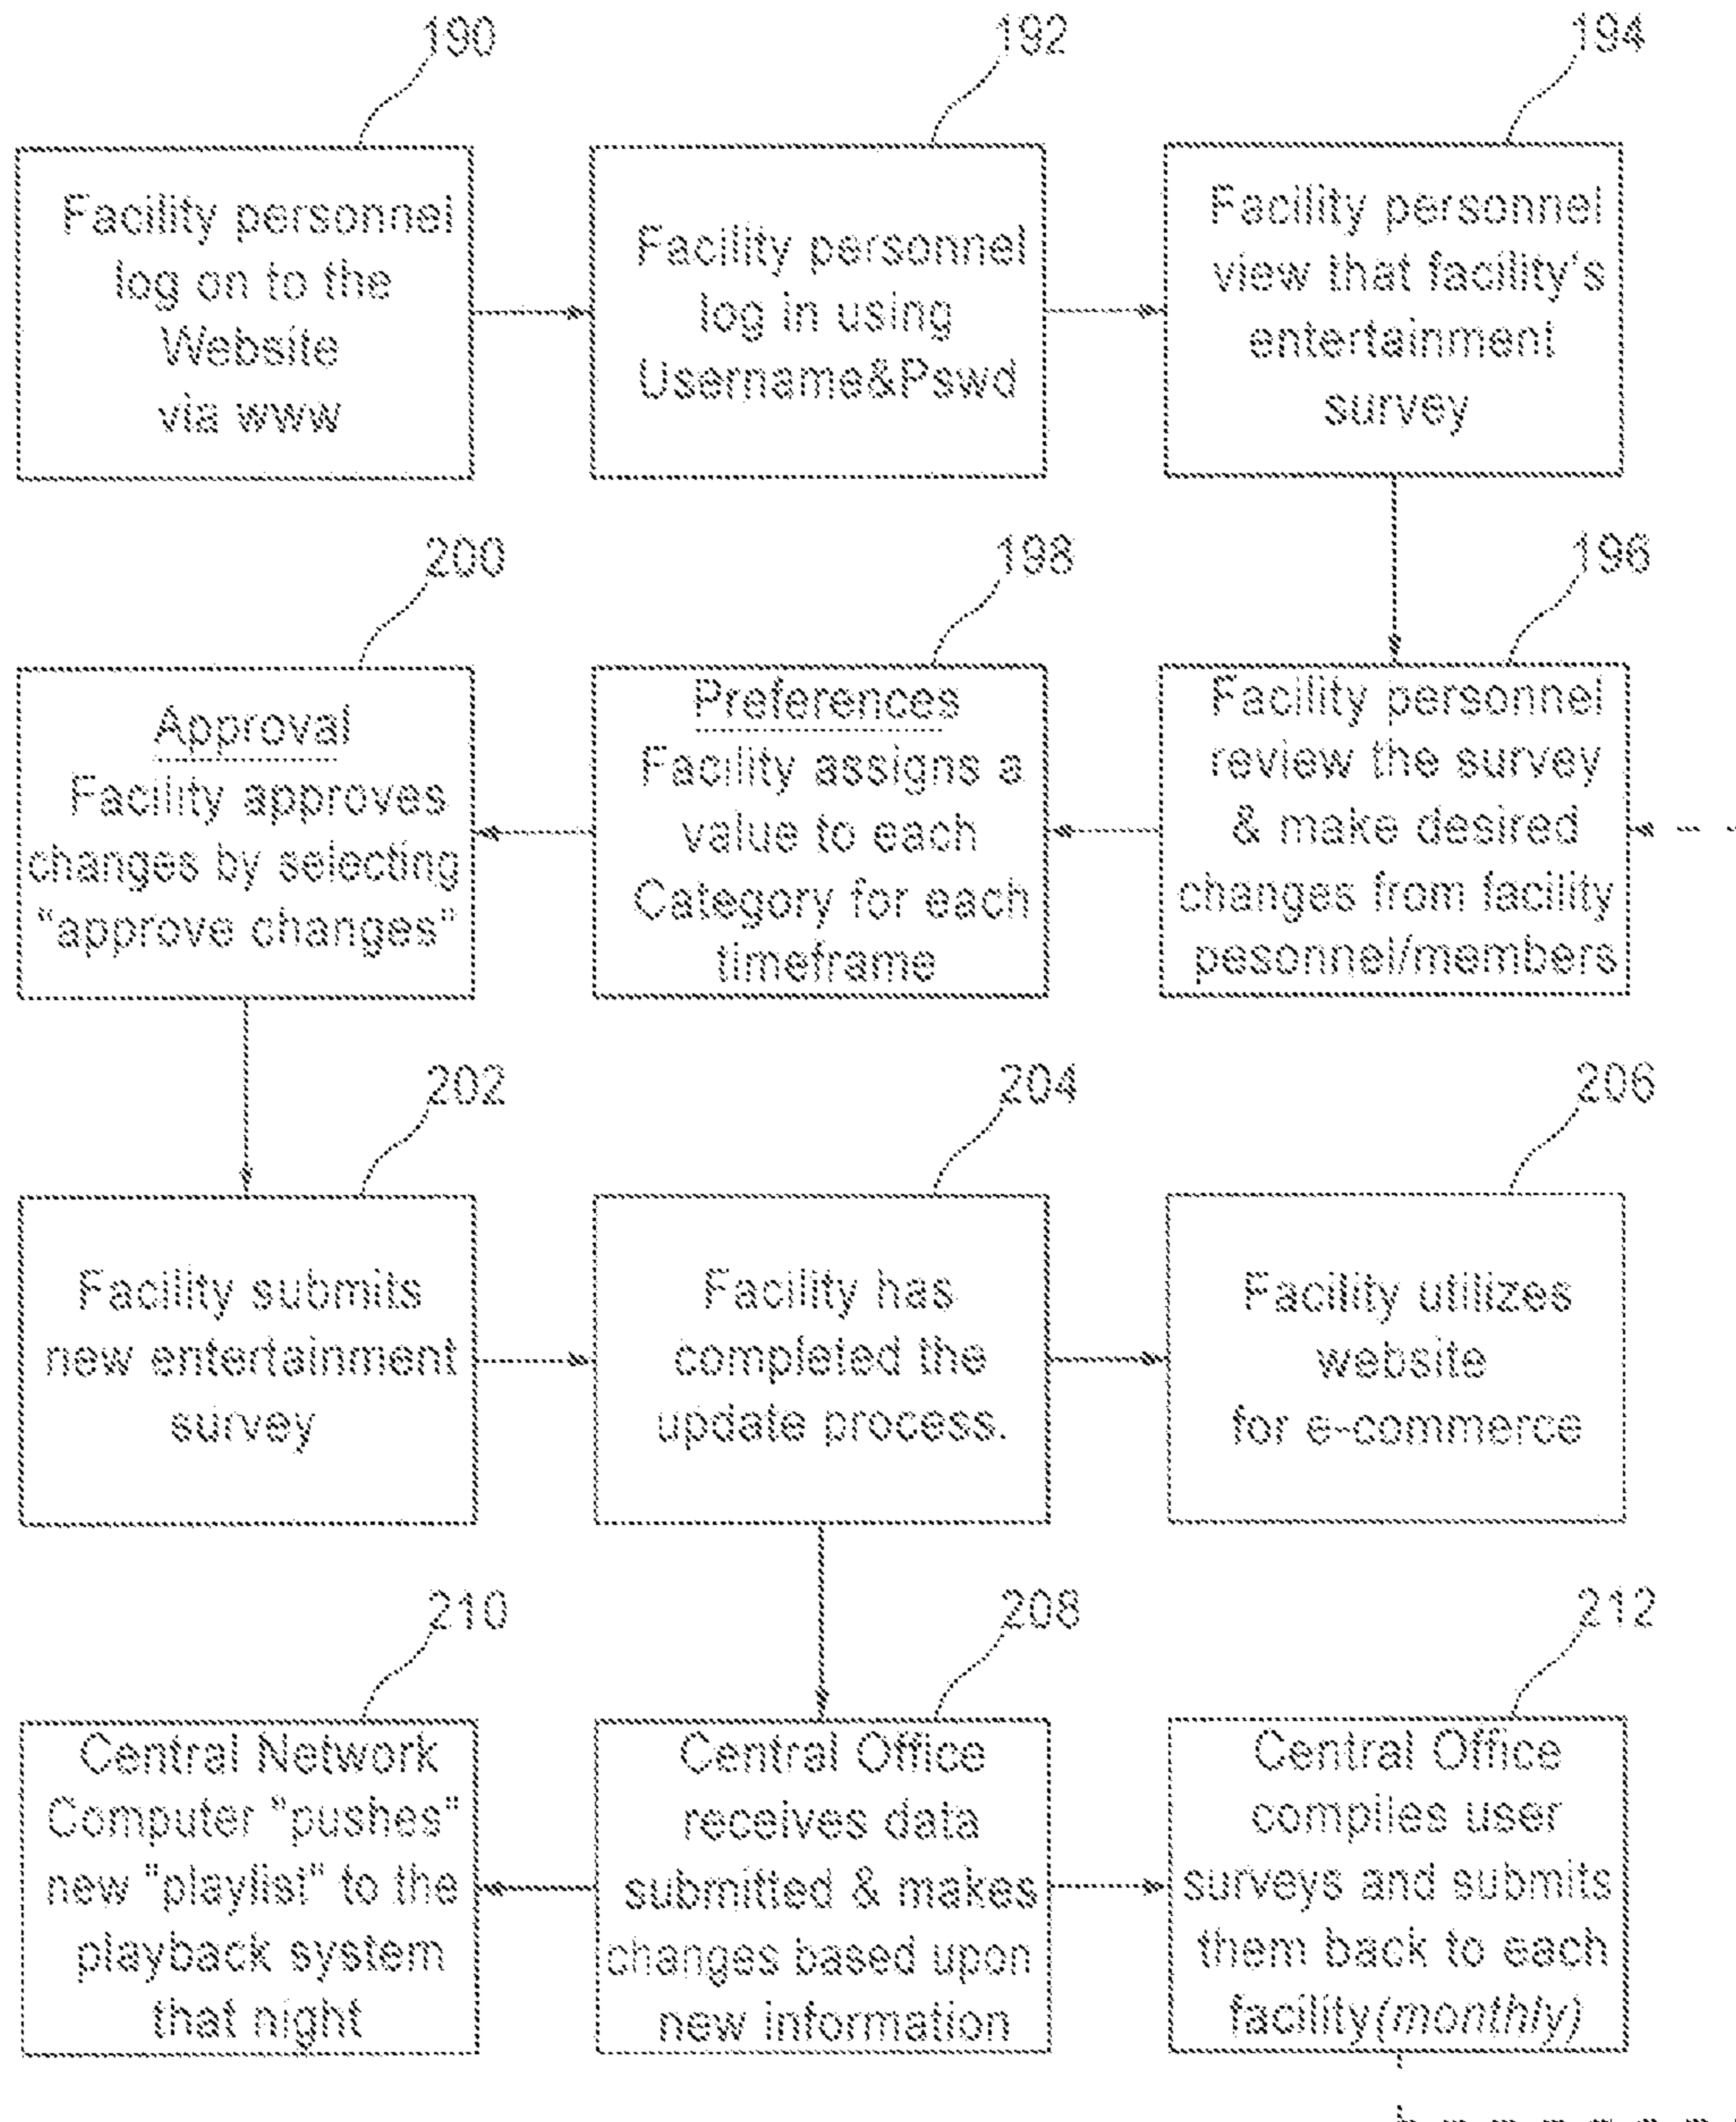 190
192
194
Facility personnel
log on to the
Website
via www
Facility personnel
log in using
Username&Pswd
Facility personnel
view that facility's
entertainment
survey
200
198
196
Approval
Facility approves
changes by selecting
"approve changes"
Preferences
Facility assigns a
value to each
Category for each
timeframe
Facility personnel
review the survey
& make desired
changes from facility
pesonnel/members
202
204
206
Facility submits
new entertainment
survey
Facility has
completed the
update process.
Facility utilizes
website
for e-commerce
210
208
212
Central Network
Computer "pushes"
new "playlist" to the
playback system
that night
Central Office
receives data
submitted & makes
changes based upon
new information
Central Office
compiles user
surveys and submits
them back to each
facility(monthly)